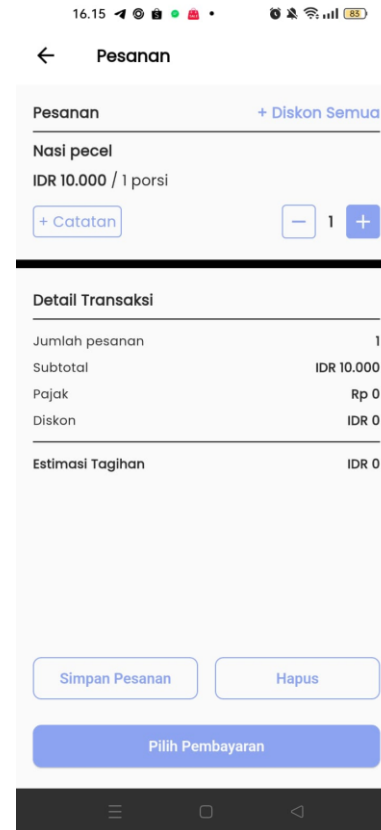 16.15
83
Pesanan
Pesanan + Diskon Semua
Nasi pecel
IDR 10.000 / 1 porsi
+ Catatan − 1 +
Detail Transaksi
Jumlah pesanan 1
Subtotal IDR 10.000
Pajak Rp 0
Diskon IDR 0
Estimasi Tagihan IDR 0
Simpan Pesanan Hapus
Pilih Pembayaran